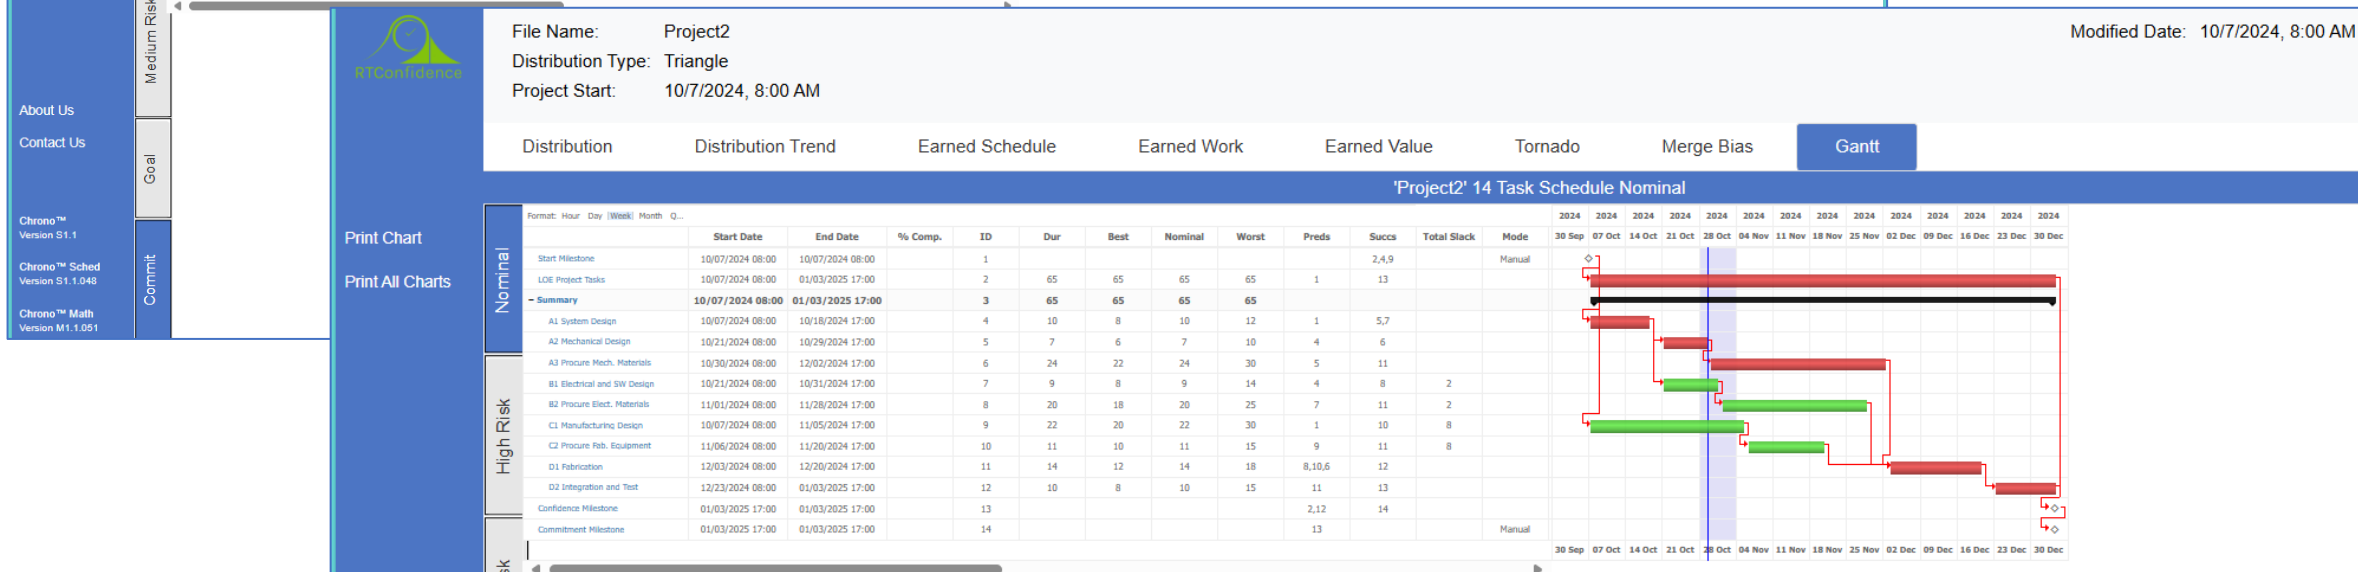 Medium Risk
About Us
Contact Us
Goal
Chrono™
Version S1.1
Chrono™ Sched
Version S1.1.048
Commit
Chrono™ Math
Version M1.1.051
RTConfidence
File Name: Project2
Modified Date: 10/7/2024, 8:00 AM
Distribution Type: Triangle
Project Start: 10/7/2024, 8:00 AM
Distribution Distribution Trend Earned Schedule Earned Work Earned Value Tornado Merge Bias Gantt
'Project2' 14 Task Schedule Nominal
Print Chart
Print All Charts
Nominal
High Risk
sk
Format: Hour Day Week Month Q...
2024 2024 2024 2024 2024 2024 2024 2024 2024 2024 2024 2024 2024 2024
Start Date End Date % Comp. ID Dur Best Nominal Worst Preds Succs Total Slack Mode
30 Sep 07 Oct 14 Oct 21 Oct 28 Oct 04 Nov 11 Nov 18 Nov 25 Nov 02 Dec 09 Dec 16 Dec 23 Dec 30 Dec
Start Milestone 10/07/2024 08:00 10/07/2024 08:00 1 2,4,9 Manual
LOE Project Tasks 10/07/2024 08:00 01/03/2025 17:00 2 65 65 65 65 1 13
− Summary 10/07/2024 08:00 01/03/2025 17:00 3 65 65 65 65
A1 System Design 10/07/2024 08:00 10/18/2024 17:00 4 10 8 10 12 1 5,7
A2 Mechanical Design 10/21/2024 08:00 10/29/2024 17:00 5 7 6 7 10 4 6
A3 Procure Mech. Materials 10/30/2024 08:00 12/02/2024 17:00 6 24 22 24 30 5 11
B1 Electrical and SW Design 10/21/2024 08:00 10/31/2024 17:00 7 9 8 9 14 4 8 2
B2 Procure Elect. Materials 11/01/2024 08:00 11/28/2024 17:00 8 20 18 20 25 7 11 2
C1 Manufacturing Design 10/07/2024 08:00 11/05/2024 17:00 9 22 20 22 30 1 10 8
C2 Procure Fab. Equipment 11/06/2024 08:00 11/20/2024 17:00 10 11 10 11 15 9 11 8
D1 Fabrication 12/03/2024 08:00 12/20/2024 17:00 11 14 12 14 18 8,10,6 12
D2 Integration and Test 12/23/2024 08:00 01/03/2025 17:00 12 10 8 10 15 11 13
Confidence Milestone 01/03/2025 17:00 01/03/2025 17:00 13 2,12 14
Commitment Milestone 01/03/2025 17:00 01/03/2025 17:00 14 13 Manual
30 Sep 07 Oct 14 Oct 21 Oct 28 Oct 04 Nov 11 Nov 18 Nov 25 Nov 02 Dec 09 Dec 16 Dec 23 Dec 30 Dec